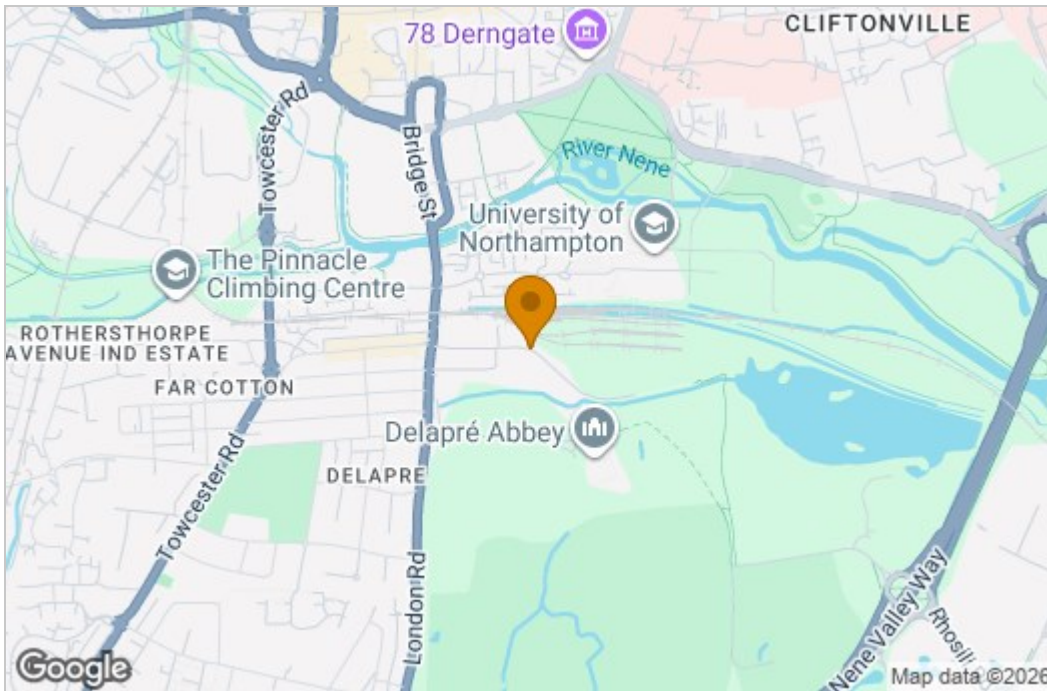 CLIFTONVILLE
78 Derngate
Towcester Rd
Bridge St
River Nene
University of
Northampton
The Pinnacle
Climbing Centre
ROTHERSTHORPE
AVENUE IND ESTATE
FAR COTTON
Delapré Abbey
DELAPRE
Towcester Rd
London Rd
Nene Valley Way
Google
Map data ©2026